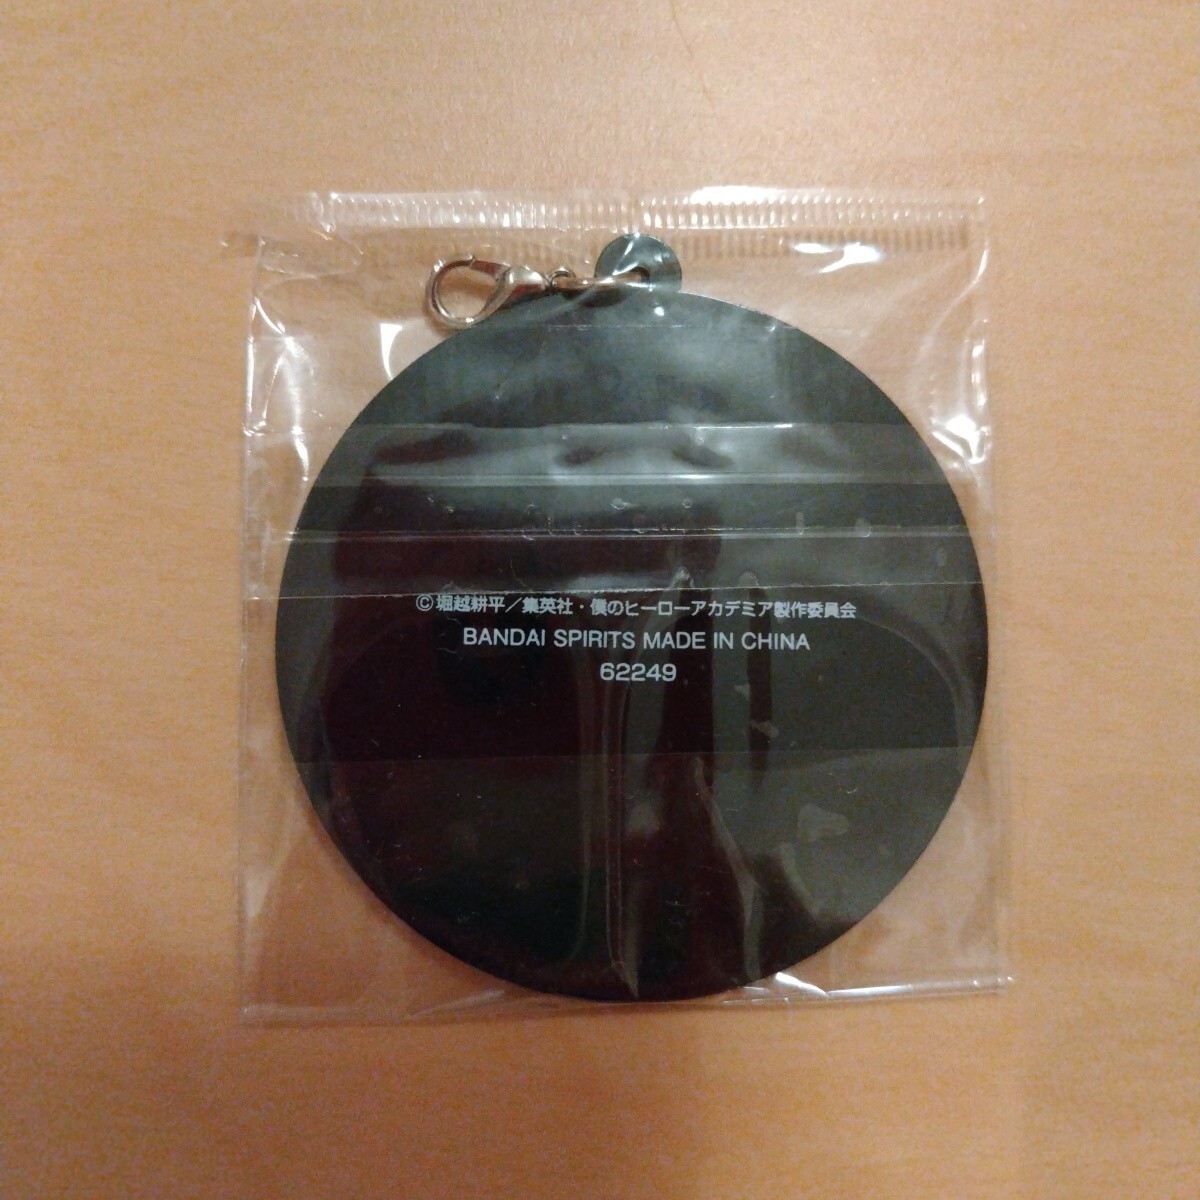 ©堀越耕平／集英社・僕のヒーローアカデミア製作委員会
BANDAI SPIRITS MADE IN CHINA
62249